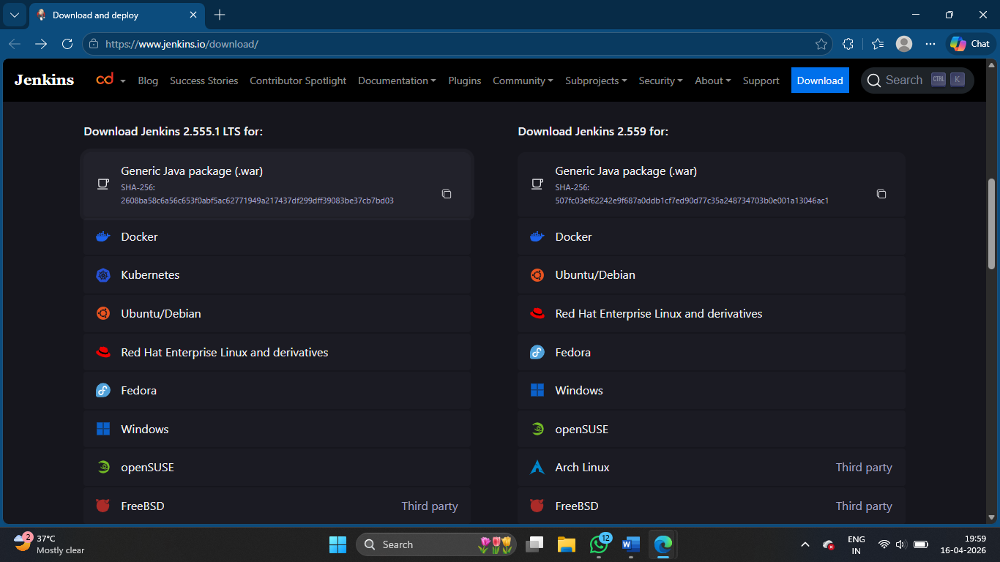 Download and deploy
https://www.jenkins.io/download/
Chat
Jenkins
cd
Blog
Success Stories
Contributor Spotlight
Documentation
Plugins
Community
Subprojects
Security
About
Support
Download
Search
CTRL
K
Download Jenkins 2.555.1 LTS for:
Generic Java package (.war)
SHA-256:
2608ba58c6a56c653f0abf5ac62771949a217437df299dff39083be37cb7bd03
Docker
Kubernetes
Ubuntu/Debian
Red Hat Enterprise Linux and derivatives
Fedora
Windows
openSUSE
FreeBSD
Third party
Download Jenkins 2.559 for:
Generic Java package (.war)
SHA-256:
507fc03ef62242e9f687a0ddb1cf7ed90d77c35a248734703b0e001a13046ac1
Docker
Ubuntu/Debian
Red Hat Enterprise Linux and derivatives
Fedora
Windows
openSUSE
Arch Linux
Third party
FreeBSD
Third party
2
37°C
Mostly clear
Search
12
ENG
IN
19:59
16-04-2026